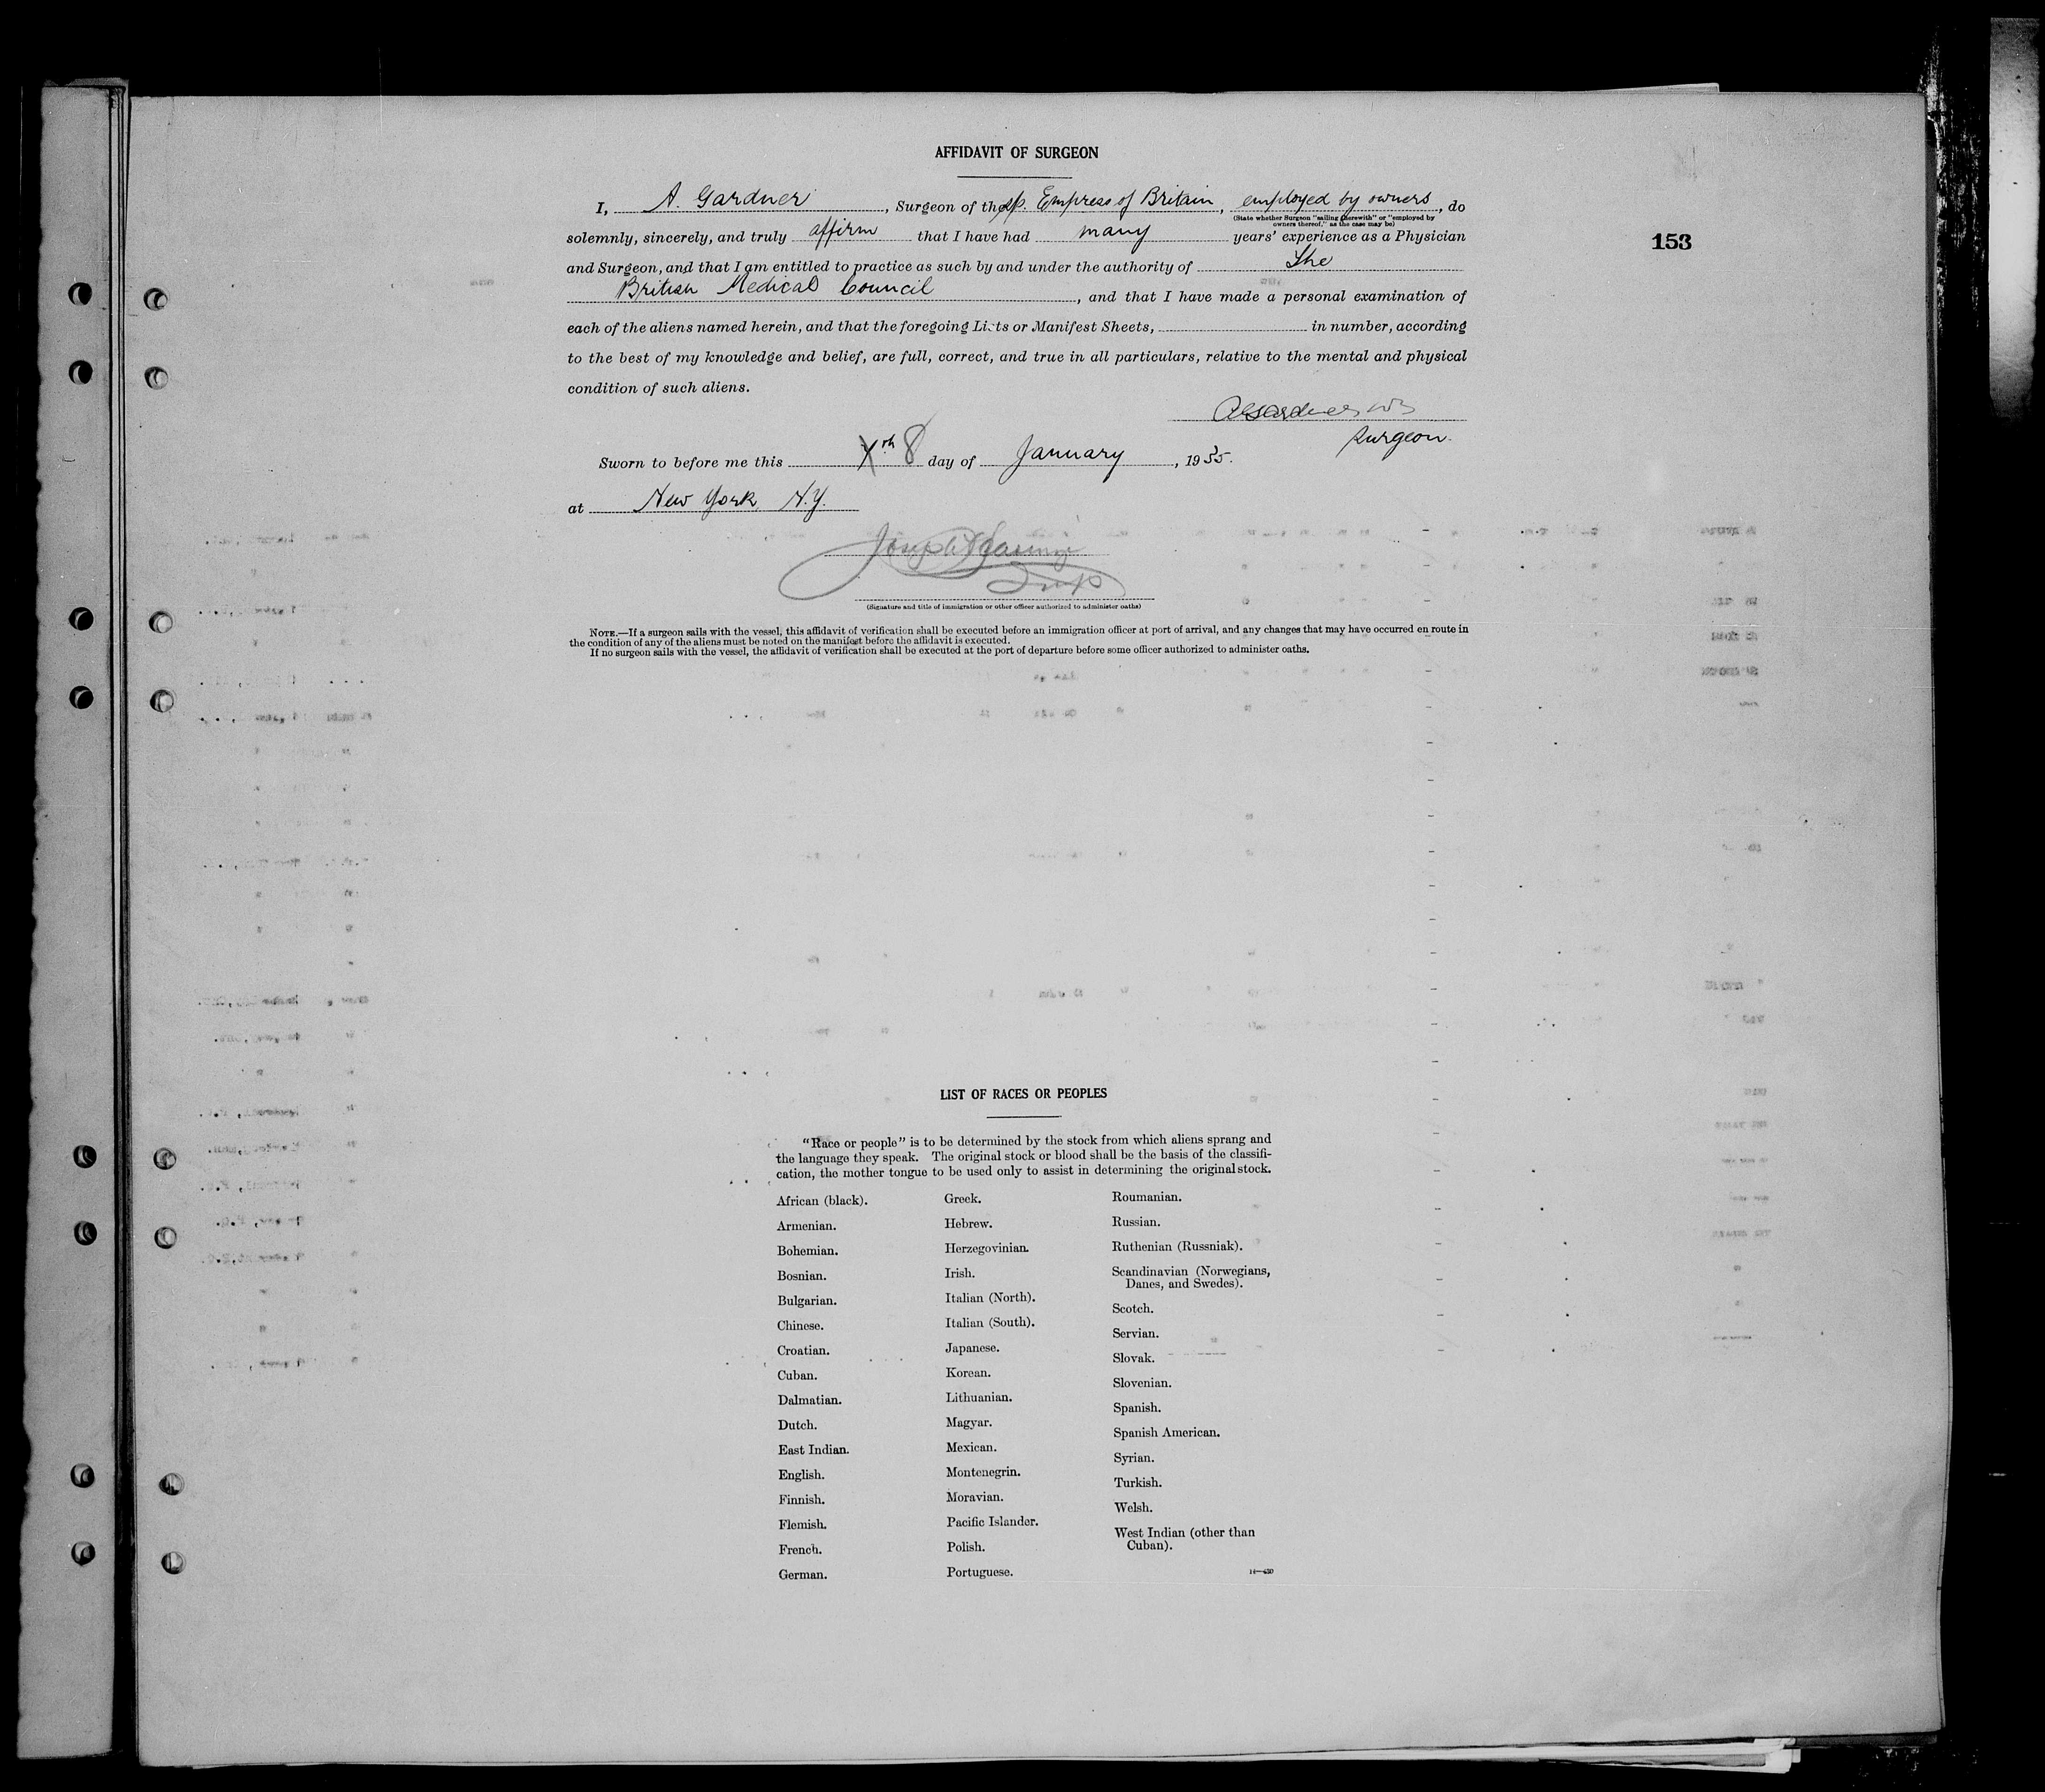 AFFIDAVIT OF SURGEON
I, A. Gardner, Surgeon of the Empress of Britain, employed by owners, do
(State whether Surgeon "sailing therewith" or "employed by
owners thereof," as the case may be)
153
solemnly, sincerely, and truly affirm that I have had many years' experience as a Physician
and Surgeon, and that I am entitled to practice as such by and under the authority of The
British Medical Council, and that I have made a personal examination of
each of the aliens named herein, and that the foregoing Lists or Manifest Sheets, in number, according
to the best of my knowledge and belief, are full, correct, and true in all particulars, relative to the mental and physical
condition of such aliens.
AGardner
Surgeon.
Sworn to before me this th 8 day of January, 1935.
at New York, N.Y.
Joseph
Insp
(Signature and title of immigration or other officer authorized to administer oaths)
NOTE.—If a surgeon sails with the vessel, this affidavit of verification shall be executed before an immigration officer at port of arrival, and any changes that may have occurred en route in
the condition of any of the aliens must be noted on the manifest before the affidavit is executed.
If no surgeon sails with the vessel, the affidavit of verification shall be executed at the port of departure before some officer authorized to administer oaths.
LIST OF RACES OR PEOPLES
"Race or people" is to be determined by the stock from which aliens sprang and
the language they speak. The original stock or blood shall be the basis of the classifi-
cation, the mother tongue to be used only to assist in determining the original stock.
African (black).
Armenian.
Bohemian.
Bosnian.
Bulgarian.
Chinese.
Croatian.
Cuban.
Dalmatian.
Dutch.
East Indian.
English.
Finnish.
Flemish.
French.
German.
Greek.
Hebrew.
Herzegovinian.
Irish.
Italian (North).
Italian (South).
Japanese.
Korean.
Lithuanian.
Magyar.
Mexican.
Montenegrin.
Moravian.
Pacific Islander.
Polish.
Portuguese.
Roumanian.
Russian.
Ruthenian (Russniak).
Scandinavian (Norwegians,
Danes, and Swedes).
Scotch.
Servian.
Slovak.
Slovenian.
Spanish.
Spanish American.
Syrian.
Turkish.
Welsh.
West Indian (other than
Cuban).